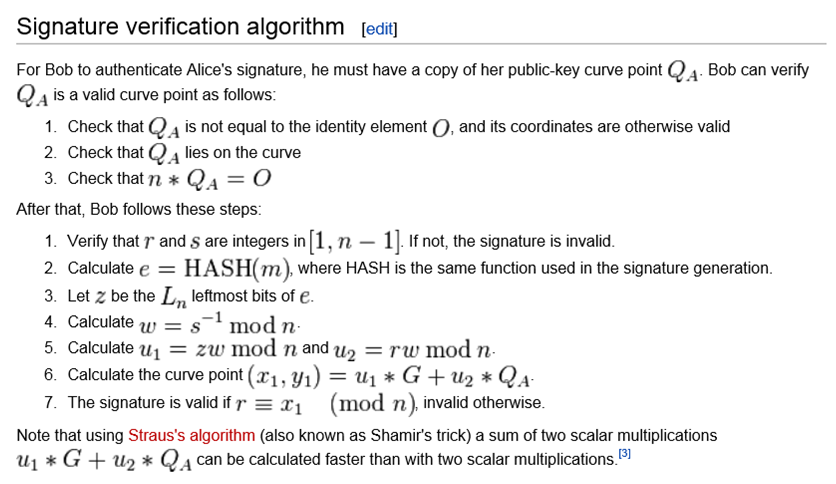 Signature verification algorithm [edit]
For Bob to authenticate Alice's signature, he must have a copy of her public-key curve point Q_A. Bob can verify
Q_A is a valid curve point as follows:
1. Check that Q_A is not equal to the identity element O, and its coordinates are otherwise valid
2. Check that Q_A lies on the curve
3. Check that n * Q_A = O
After that, Bob follows these steps:
1. Verify that r and s are integers in [1, n − 1]. If not, the signature is invalid.
2. Calculate e = HASH(m), where HASH is the same function used in the signature generation.
3. Let z be the L_n leftmost bits of e.
4. Calculate w = s^−1 mod n.
5. Calculate u_1 = zw mod n and u_2 = rw mod n.
6. Calculate the curve point (x_1, y_1) = u_1 * G + u_2 * Q_A.
7. The signature is valid if r ≡ x_1 (mod n), invalid otherwise.
Note that using Straus's algorithm (also known as Shamir's trick) a sum of two scalar multiplications
u_1 * G + u_2 * Q_A can be calculated faster than with two scalar multiplications.[3]